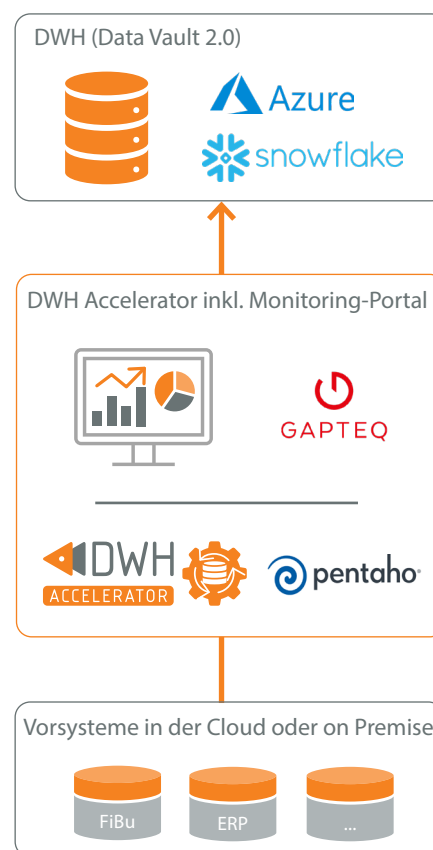 DWH (Data Vault 2.0)
Azure
snowflake
DWH Accelerator inkl. Monitoring-Portal
GAPTEQ
DWH
ACCELERATOR
pentaho
Vorsysteme in der Cloud oder on Premise
FiBu
ERP
...